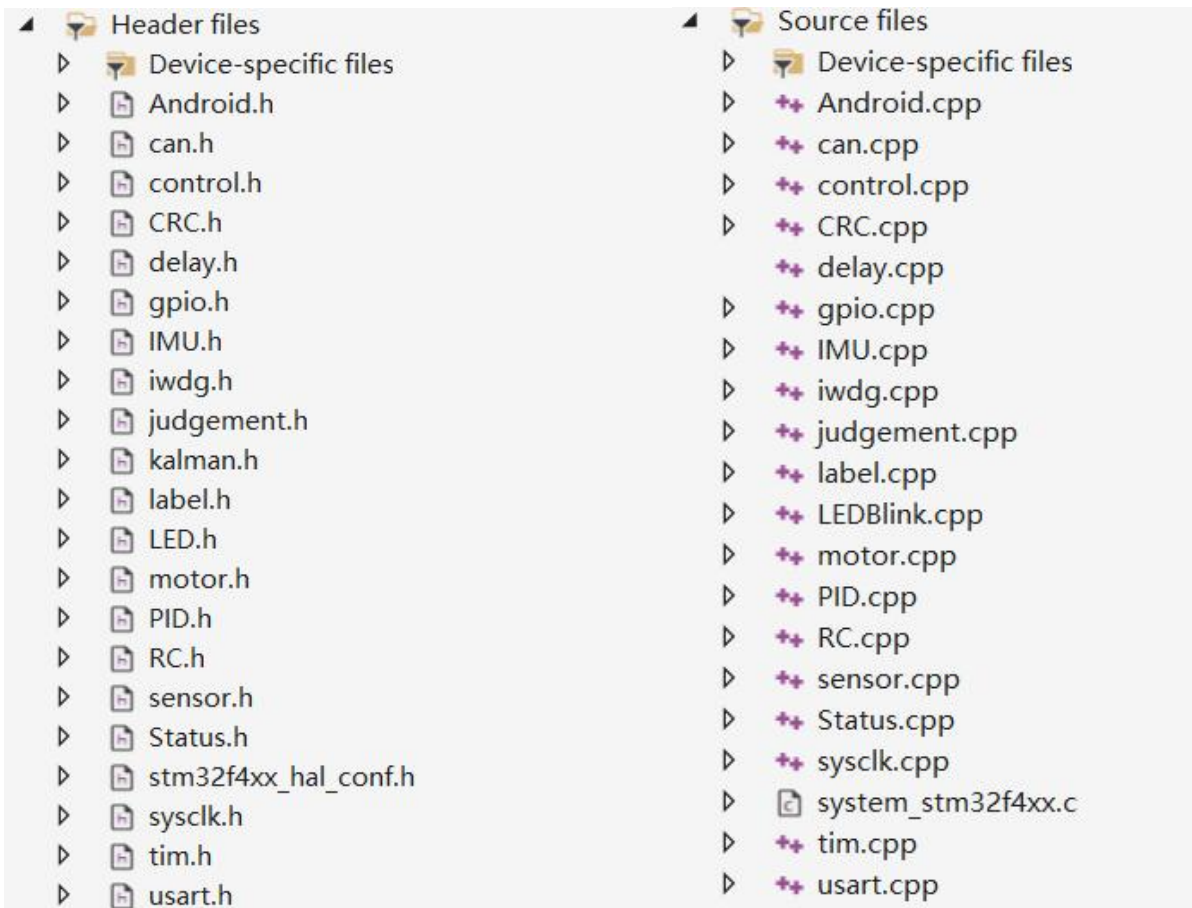 Header files
Device-specific files
Android.h
can.h
control.h
CRC.h
delay.h
gpio.h
IMU.h
iwdg.h
judgement.h
kalman.h
label.h
LED.h
motor.h
PID.h
RC.h
sensor.h
Status.h
stm32f4xx_hal_conf.h
sysclk.h
tim.h
usart.h
Source files
Device-specific files
Android.cpp
can.cpp
control.cpp
CRC.cpp
delay.cpp
gpio.cpp
IMU.cpp
iwdg.cpp
judgement.cpp
label.cpp
LEDBlink.cpp
motor.cpp
PID.cpp
RC.cpp
sensor.cpp
Status.cpp
sysclk.cpp
system_stm32f4xx.c
tim.cpp
usart.cpp